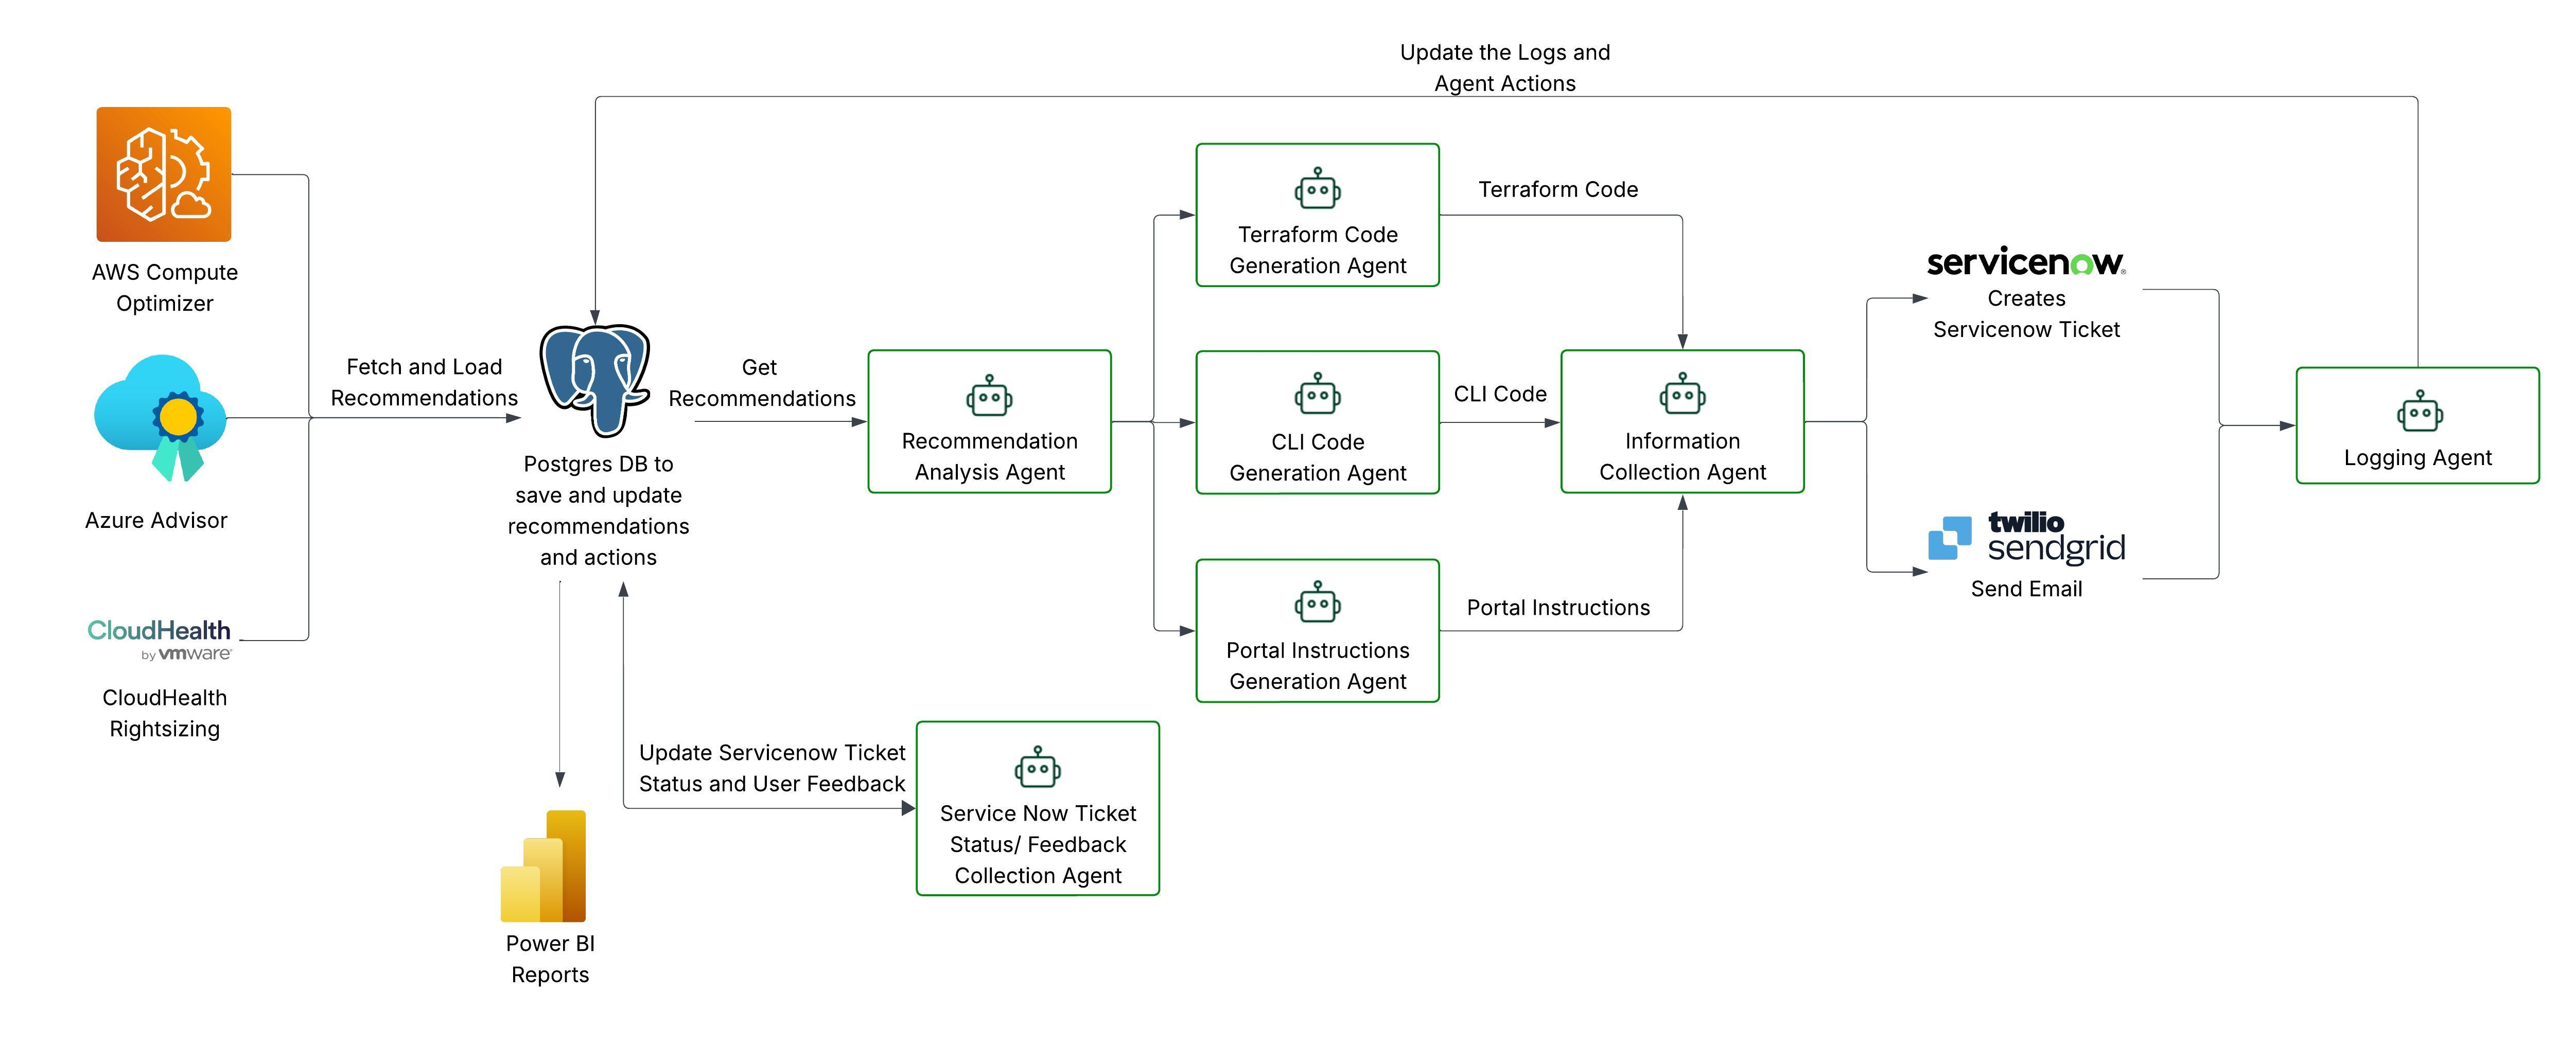 Update the Logs and
Agent Actions
AWS Compute
Optimizer
Azure Advisor
CloudHealth
by vmware®
CloudHealth
Rightsizing
Fetch and Load
Recommendations
Postgres DB to
save and update
recommendations
and actions
Get
Recommendations
Recommendation
Analysis Agent
Terraform Code
Generation Agent
Terraform Code
CLI Code
Generation Agent
CLI Code
Portal Instructions
Generation Agent
Portal Instructions
Information
Collection Agent
servicenow®
Creates
Servicenow Ticket
twilio
sendgrid
Send Email
Logging Agent
Update Servicenow Ticket
Status and User Feedback
Service Now Ticket
Status/ Feedback
Collection Agent
Power BI
Reports